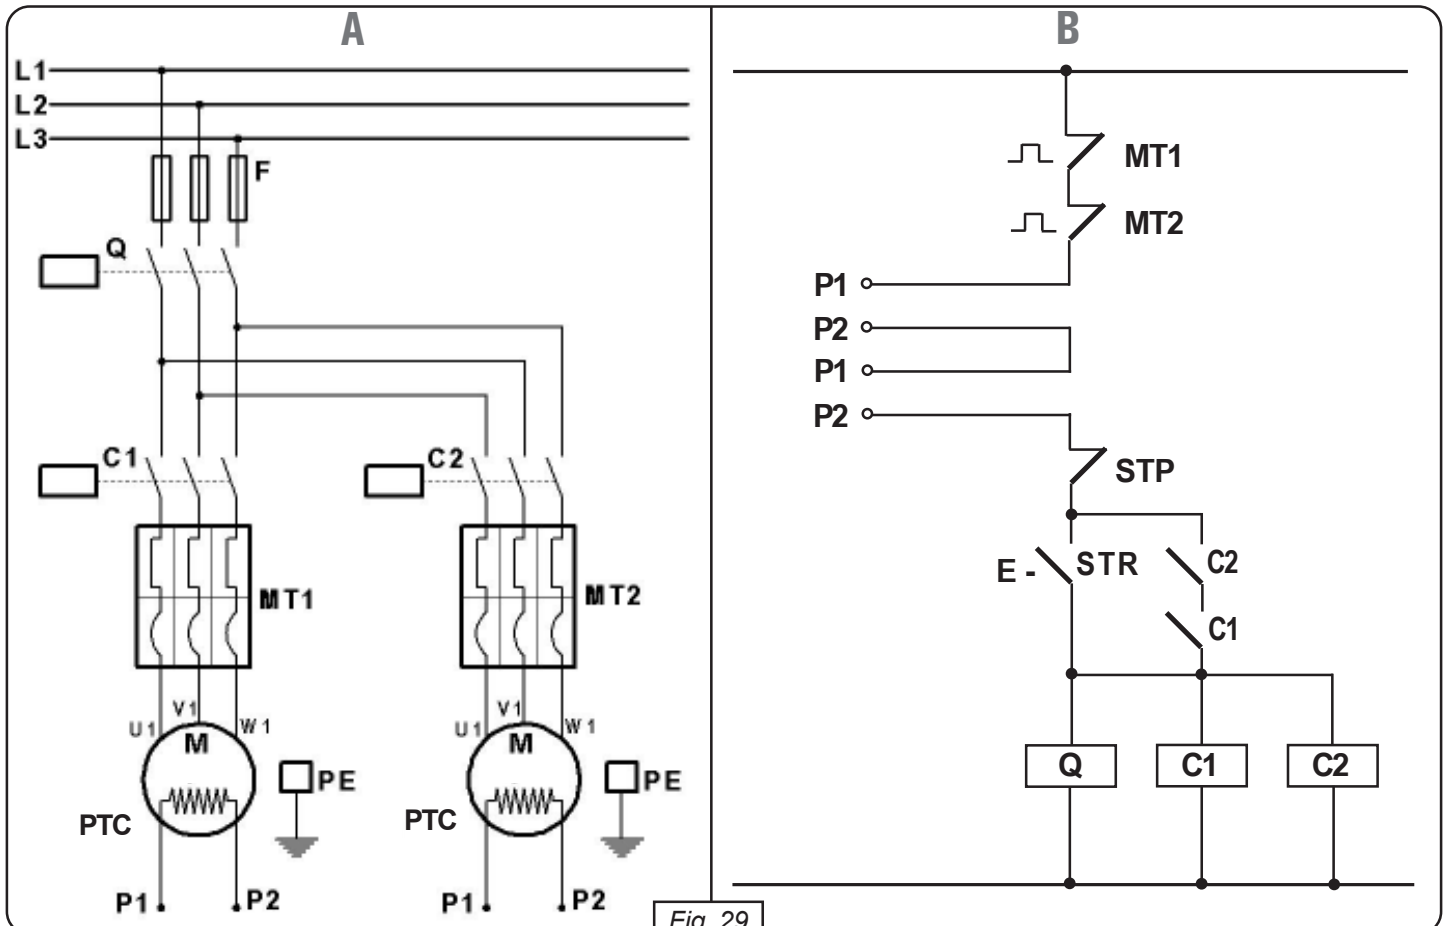 A
B
L1
L2
L3
F
Q
C1
C2
MT1
MT2
U1 V1 W1
M
U1 V1 W1
M
PE
PE
PTC
PTC
P1 P2
P1 P2
MT1
MT2
P1
P2
P1
P2
STP
E - STR
C2
C1
Q
C1
C2
Fig. 29